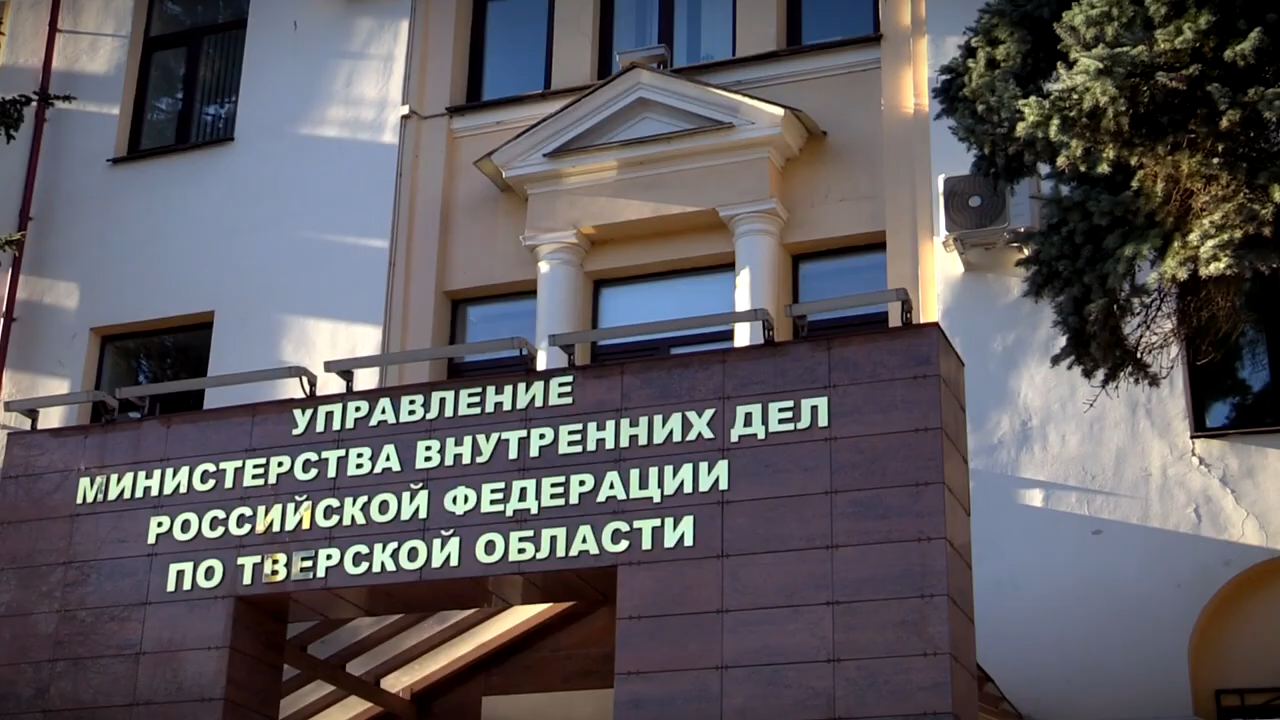 УПРАВЛЕНИЕ
МИНИСТЕРСТВА ВНУТРЕННИХ ДЕЛ
РОССИЙСКОЙ ФЕДЕРАЦИИ
ПО ТВЕРСКОЙ ОБЛАСТИ